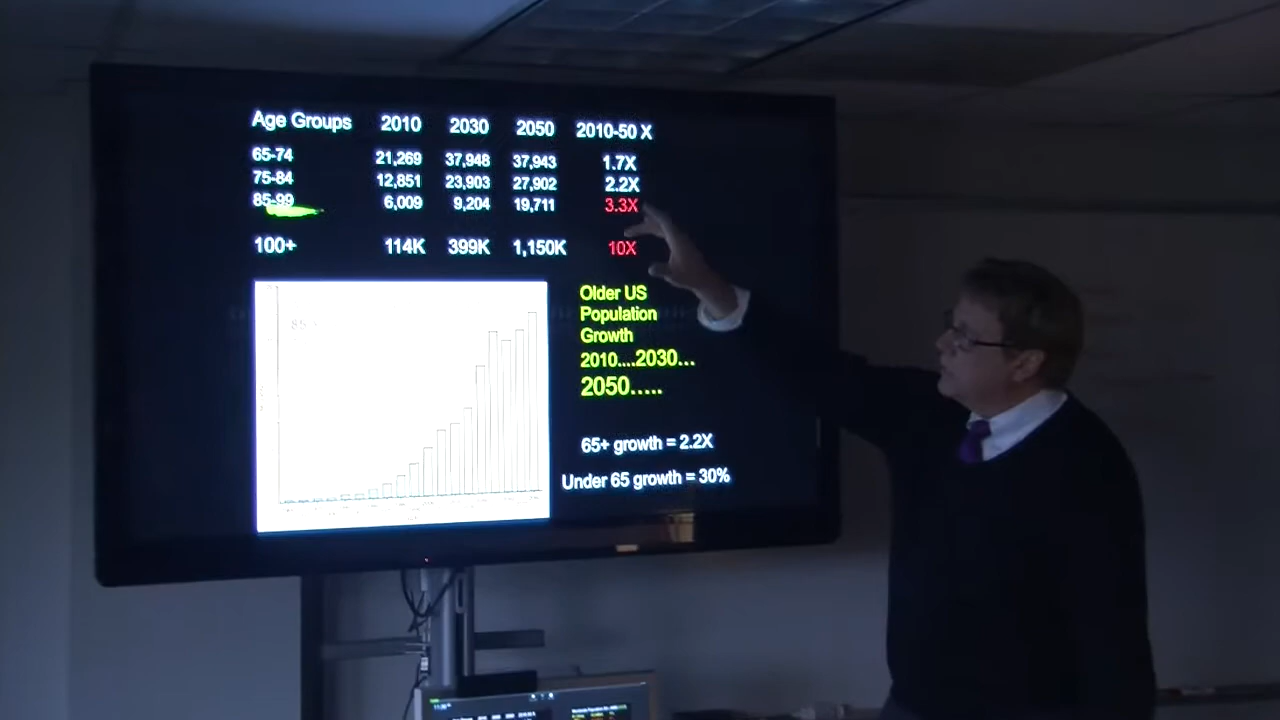 Age Groups 2010 2030 2050 2010-50 X
65-74 21,269 37,948 37,943 1.7X
75-84 12,851 23,903 27,902 2.2X
85-99 6,009 9,204 19,711 3.3X
100+ 114K 399K 1,150K 10X
Older US
Population
Growth
2010....2030...
2050.....
65+ growth = 2.2X
Under 65 growth = 30%